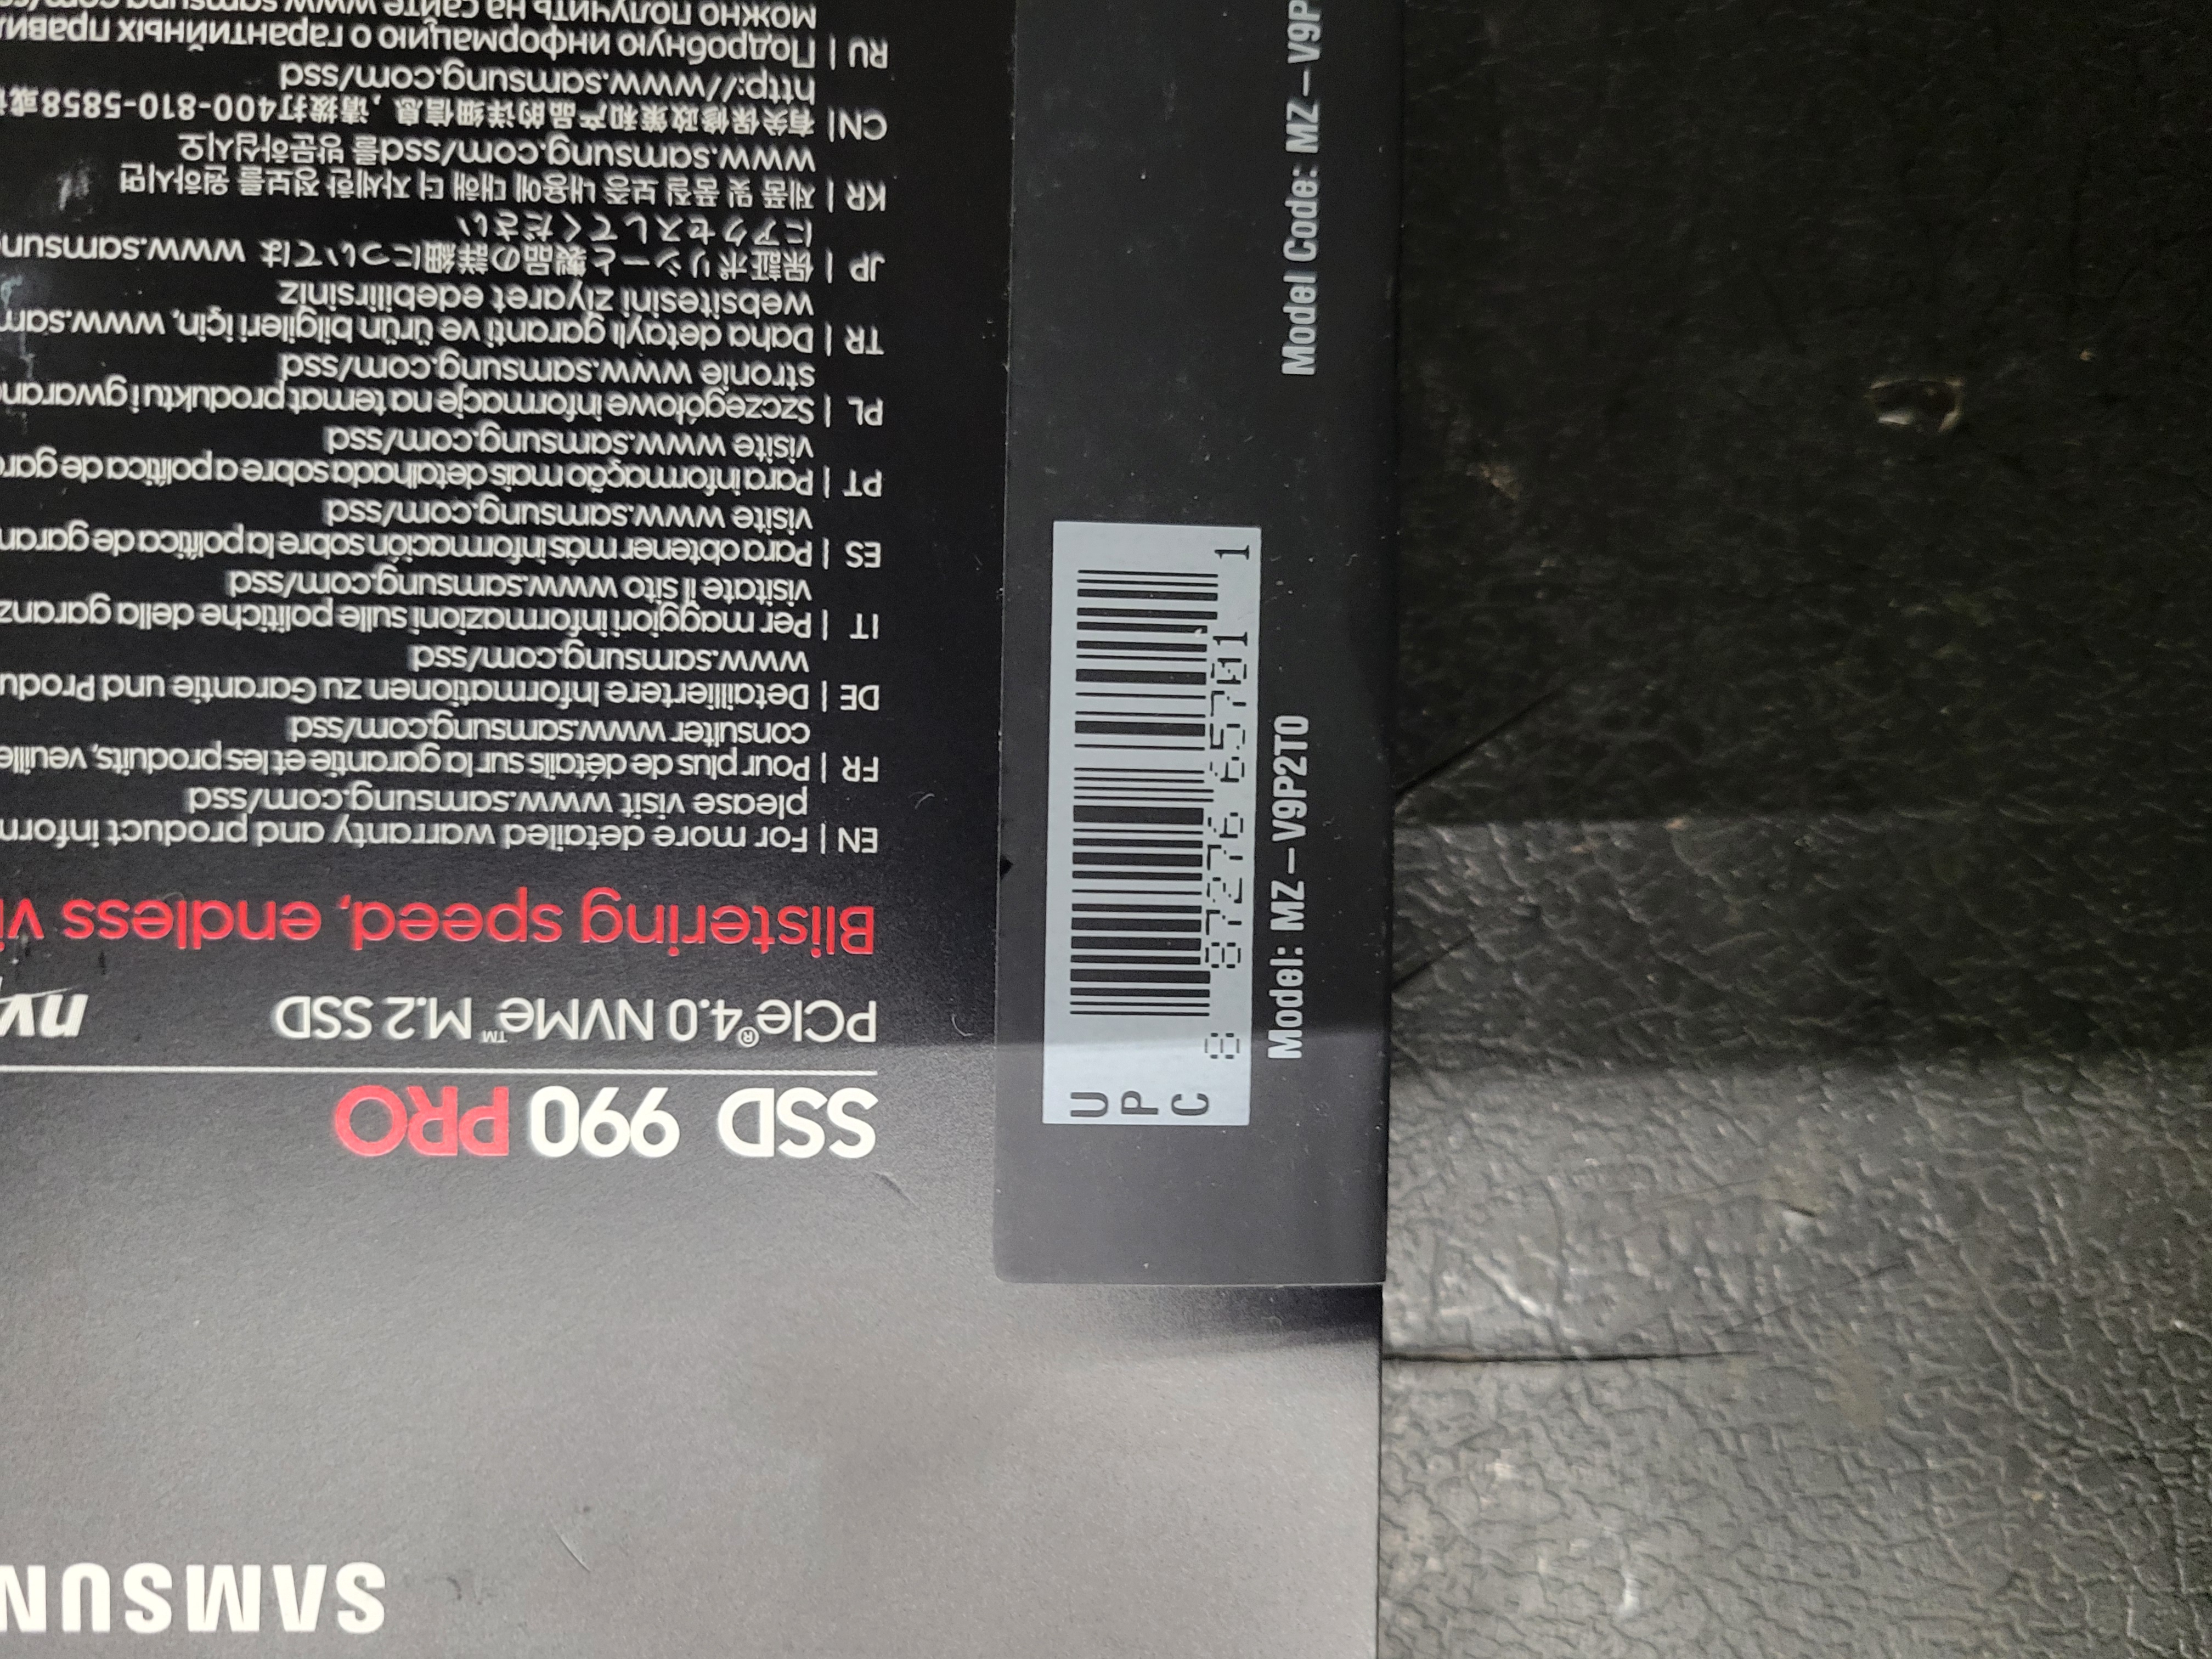 SAMSUN
SSD 990 PRO
PCIe®4.0 NVMe™ M.2 SSD
nv
Blistering speed, endless vi
EN | For more detailed warranty and product inform
please visit www.samsung.com/ssd
FR | Pour plus de détails sur la garantie et les produits, veuille
consulter www.samsung.com/ssd
DE | Detailliertere Informationen zu Garantie und Produ
www.samsung.com/ssd
IT | Per maggiori informazioni sulle politiche della garanz
visitate il sito www.samsung.com/ssd
ES | Para obtener más información sobre la política de garan
visite www.samsung.com/ssd
PT | Para informação mais detalhada sobre a política de gara
visite www.samsung.com/ssd
PL | Szczegółowe informacje na temat produktu i gwaran
stronie www.samsung.com/ssd
TR | Daha detaylı garanti ve ürün bilgileri için, www.sam
websitesini ziyaret edebilirsiniz
JP | 保証ポリシーと製品の詳細については www.samsung
にアクセスしてください
KR | 제품 및 품질 보증 내용에 대해 더 자세한 정보를 원하시면
www.samsung.com/ssd를 방문하십시오
CN| 有关保修政策和产品的详细信息，请拨打400-810-5858或
http://www.samsung.com/ssd
RU | Подробную информацию о гарантийных прави
можно получить на сайте www.samsung.com/ssd
UPC
8 87276 65701 1
Model: MZ-V9P2T0
Model Code: MZ-V9P